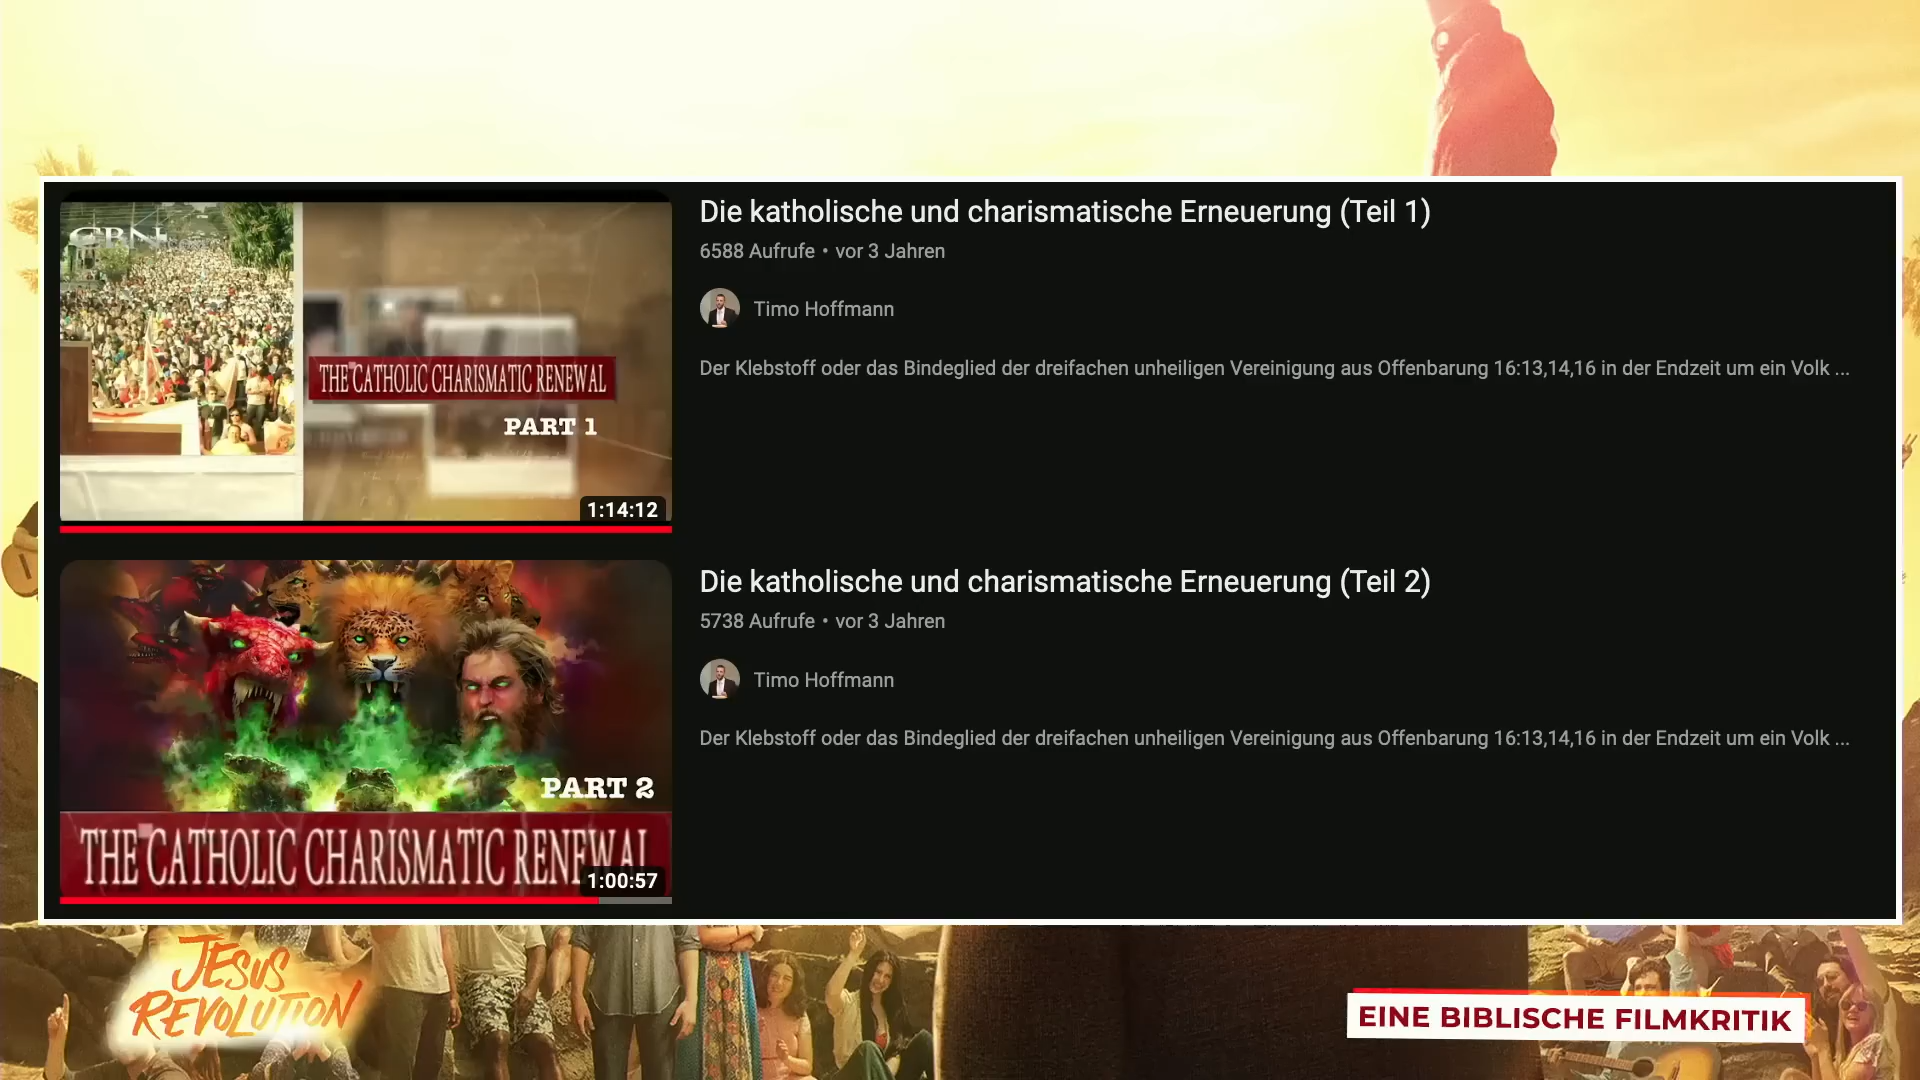 CBN
THE CATHOLIC CHARISMATIC RENEWAL
PART 1
1:14:12
Die katholische und charismatische Erneuerung (Teil 1)
6588 Aufrufe • vor 3 Jahren
Timo Hoffmann
Der Klebstoff oder das Bindeglied der dreifachen unheiligen Vereinigung aus Offenbarung 16:13,14,16 in der Endzeit um ein Volk ...
PART 2
THE CATHOLIC CHARISMATIC RENEWAL
1:00:57
Die katholische und charismatische Erneuerung (Teil 2)
5738 Aufrufe • vor 3 Jahren
Timo Hoffmann
Der Klebstoff oder das Bindeglied der dreifachen unheiligen Vereinigung aus Offenbarung 16:13,14,16 in der Endzeit um ein Volk ...
JESUS
REVOLUTION
EINE BIBLISCHE FILMKRITIK